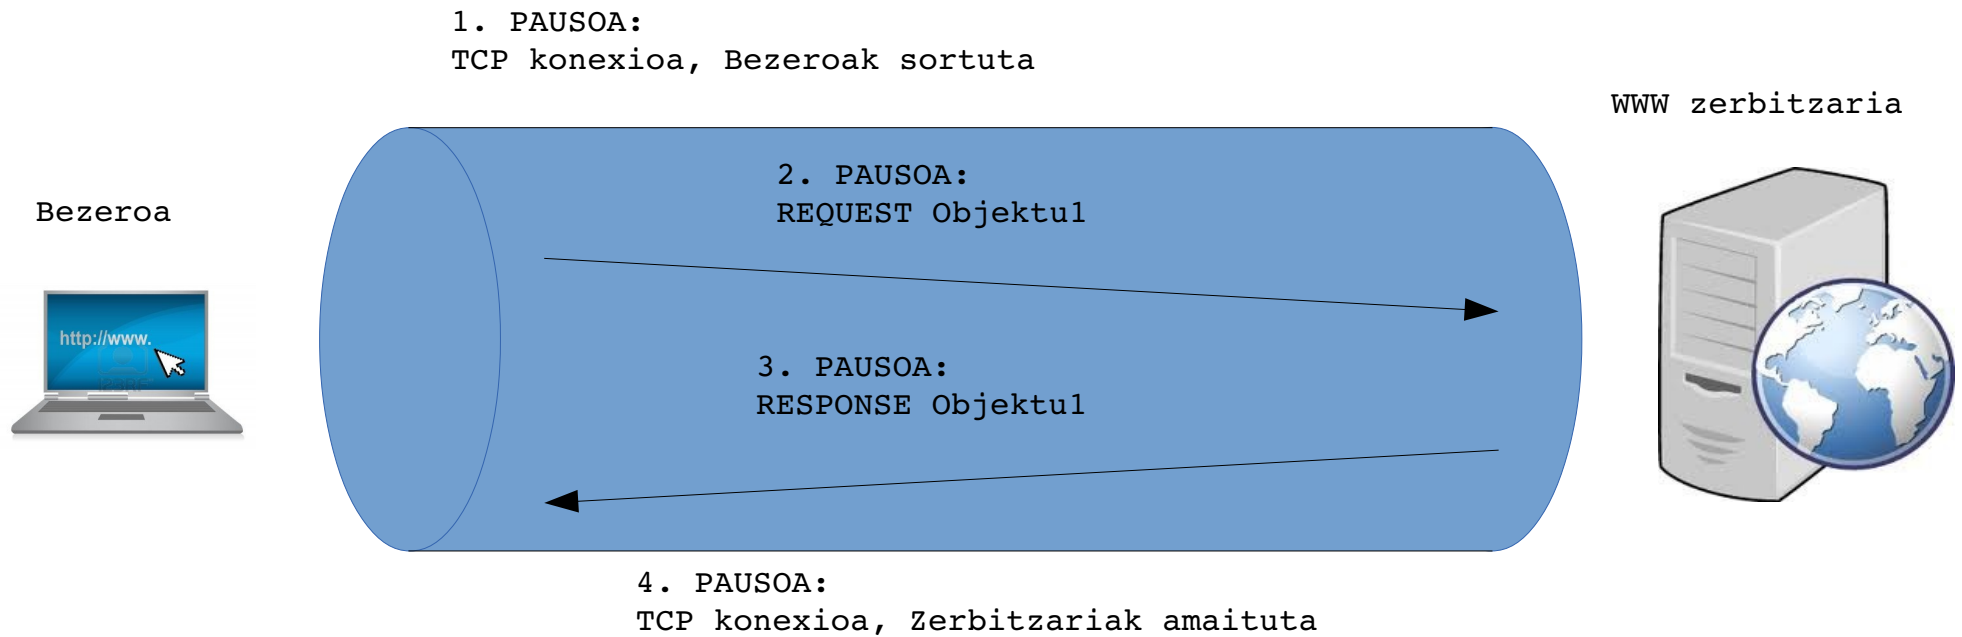 1. PAUSOA:
TCP konexioa, Bezeroak sortuta
WWW zerbitzaria
2. PAUSOA:
REQUEST Objektu1
Bezeroa
http://www.
123RF
3. PAUSOA:
RESPONSE Objektu1
4. PAUSOA:
TCP konexioa, Zerbitzariak amaituta